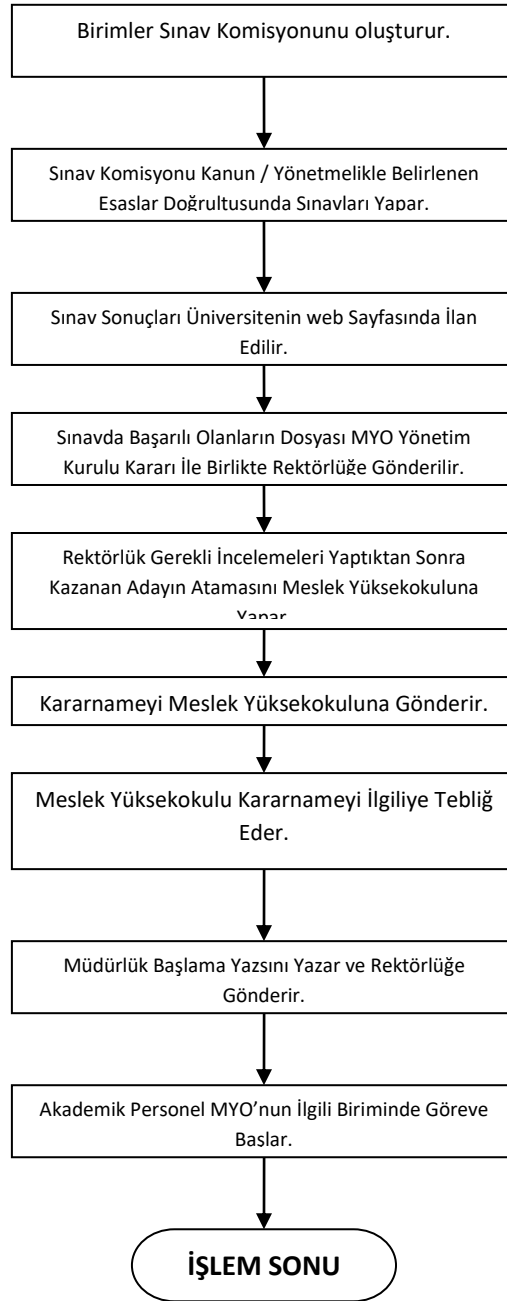 Birimler Sınav Komisyonunu oluşturur.
Sınav Komisyonu Kanun / Yönetmelikle Belirlenen
Esaslar Doğrultusunda Sınavları Yapar.
Sınav Sonuçları Üniversitenin web Sayfasında İlan
Edilir.
Sınavda Başarılı Olanların Dosyası MYO Yönetim
Kurulu Kararı İle Birlikte Rektörlüğe Gönderilir.
Rektörlük Gerekli İncelemeleri Yaptıktan Sonra
Kazanan Adayın Atamasını Meslek Yüksekokuluna
Yapar.
Kararnameyi Meslek Yüksekokuluna Gönderir.
Meslek Yüksekokulu Kararnameyi İlgiliye Tebliğ
Eder.
Müdürlük Başlama Yazsını Yazar ve Rektörlüğe
Gönderir.
Akademik Personel MYO’nun İlgili Biriminde Göreve
Başlar.
İŞLEM SONU